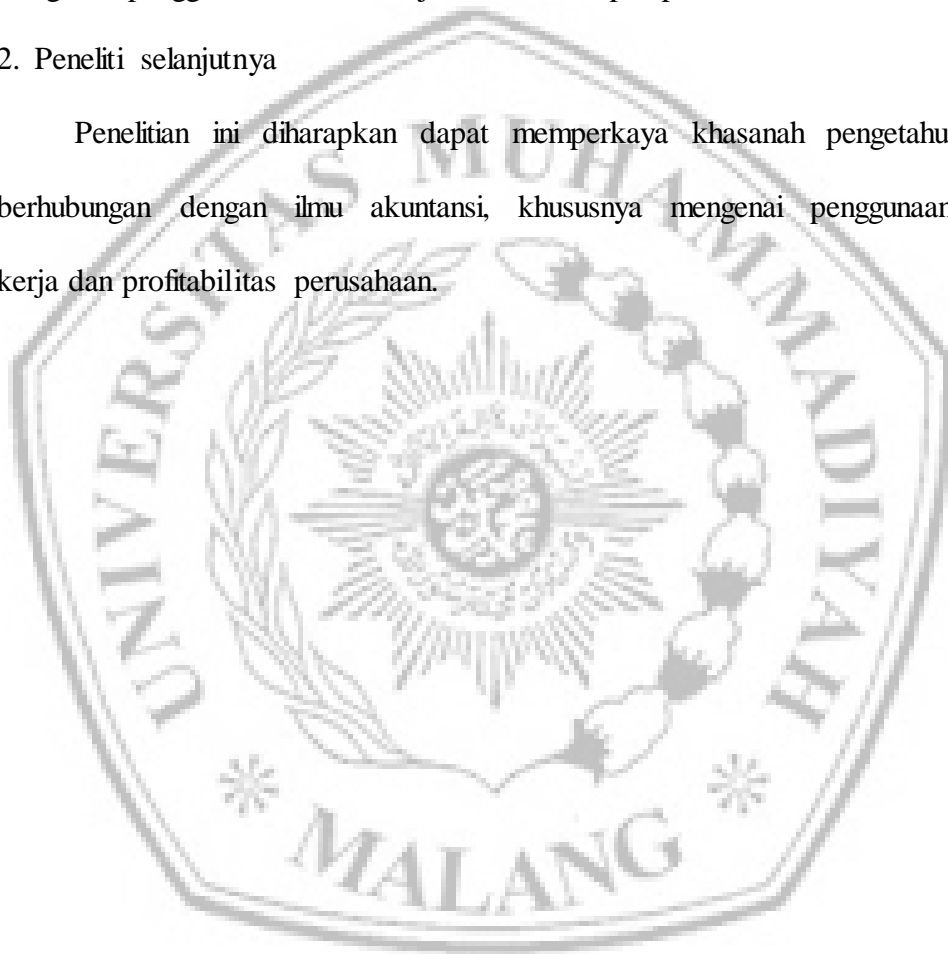 2. Peneliti selanjutnya
Penelitian ini diharapkan dapat memperkaya khasanah pengetahu
berhubungan dengan ilmu akuntansi, khususnya mengenai penggunaan
kerja dan profitabilitas perusahaan.
UNIVERSITAS MUHAMMADIYAH
MALANG